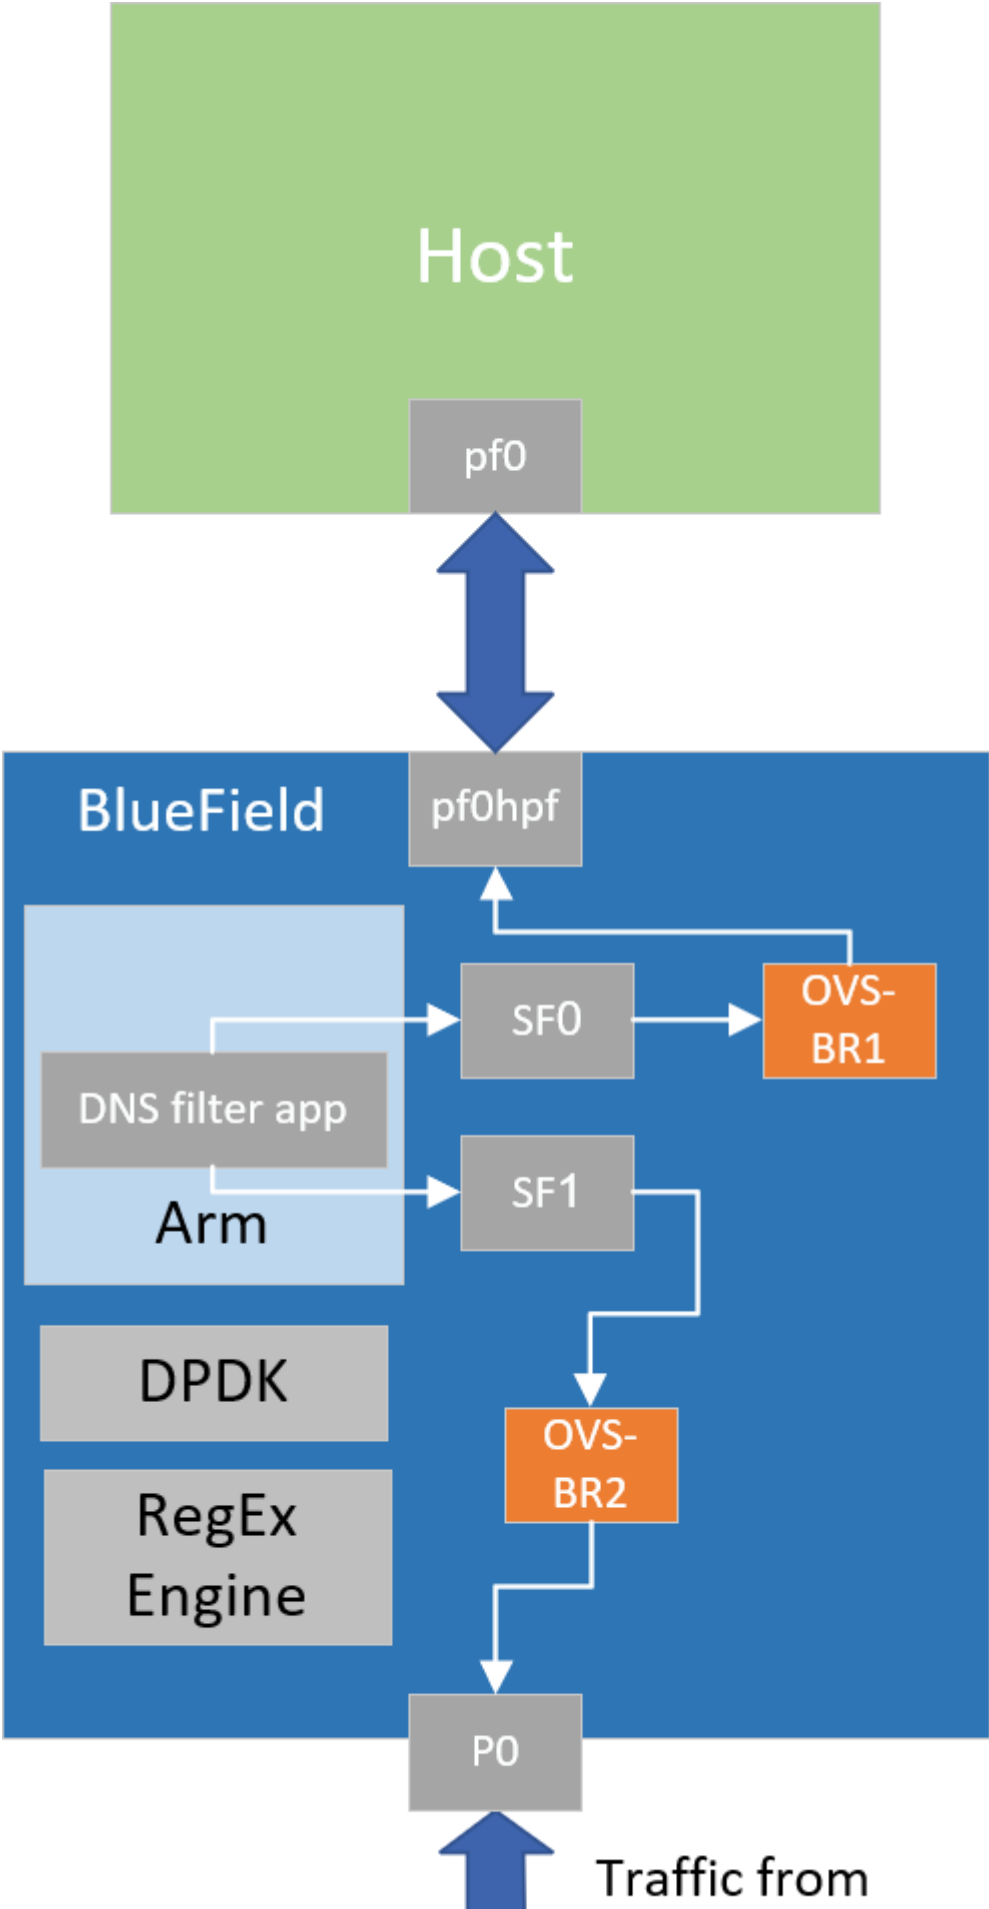 Host
pf0
BlueField
pf0hpf
SF0
OVS-
BR1
DNS filter app
SF1
Arm
DPDK
OVS-
BR2
RegEx
Engine
P0
Traffic from